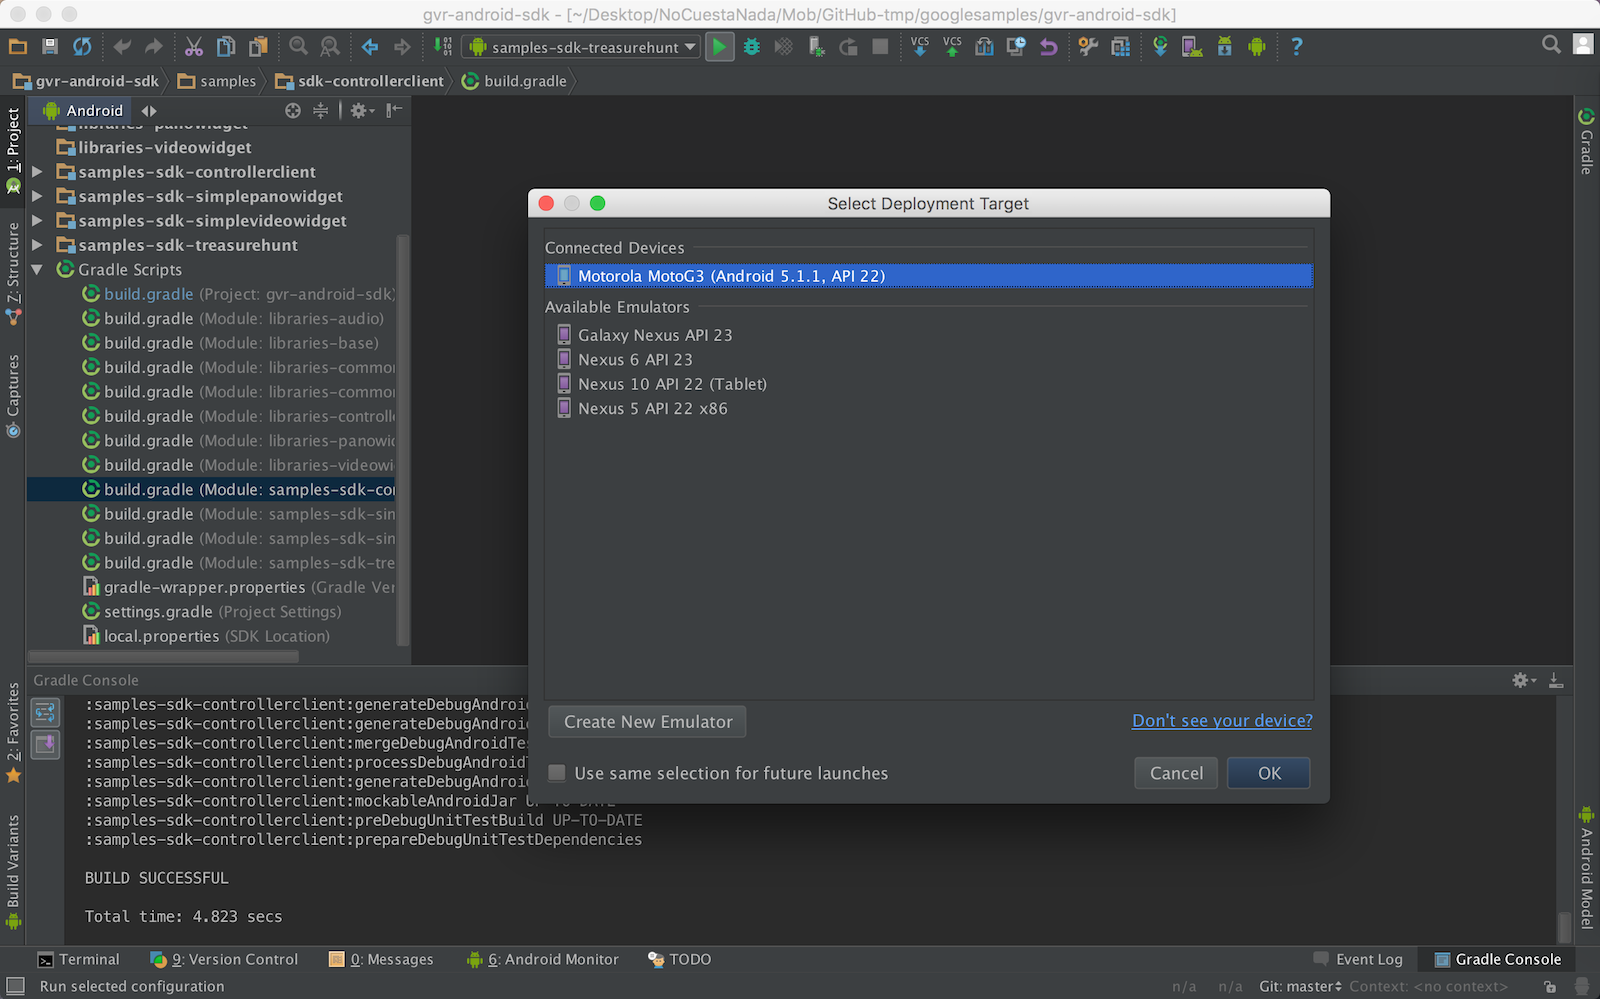 gvr-android-sdk - [~/Desktop/NoCuestaNada/Mob/GitHub-tmp/googlesamples/gvr-android-sdk]
samples-sdk-treasurehunt
VCS
VCS
?
gvr-android-sdk
samples
sdk-controllerclient
build.gradle
1: Project
Z: Structure
Captures
2: Favorites
Build Variants
Android
libraries-panowidget
libraries-videowidget
samples-sdk-controllerclient
samples-sdk-simplepanowidget
samples-sdk-simplevideowidget
samples-sdk-treasurehunt
Gradle Scripts
build.gradle (Project: gvr-android-sdk)
build.gradle (Module: libraries-audio)
build.gradle (Module: libraries-base)
build.gradle (Module: libraries-commo
build.gradle (Module: libraries-commo
build.gradle (Module: libraries-controll
build.gradle (Module: libraries-panowi
build.gradle (Module: libraries-videowi
build.gradle (Module: samples-sdk-co
build.gradle (Module: samples-sdk-sim
build.gradle (Module: samples-sdk-sim
build.gradle (Module: samples-sdk-tre
gradle-wrapper.properties (Gradle Ver
settings.gradle (Project Settings)
local.properties (SDK Location)
Select Deployment Target
Connected Devices
Motorola MotoG3 (Android 5.1.1, API 22)
Available Emulators
Galaxy Nexus API 23
Nexus 6 API 23
Nexus 10 API 22 (Tablet)
Nexus 5 API 22 x86
Create New Emulator
Don't see your device?
Use same selection for future launches
Cancel
OK
Gradle
Android Model
Gradle Console
:samples-sdk-controllerclient:generateDebugAndroi
:samples-sdk-controllerclient:generateDebugAndroi
:samples-sdk-controllerclient:mergeDebugAndroidTe
:samples-sdk-controllerclient:processDebugAndroid
:samples-sdk-controllerclient:generateDebugAndroi
:samples-sdk-controllerclient:mockableAndroidJar UP-TO-DATE
:samples-sdk-controllerclient:preDebugUnitTestBuild UP-TO-DATE
:samples-sdk-controllerclient:prepareDebugUnitTestDependencies
BUILD SUCCESSFUL
Total time: 4.823 secs
Terminal
9: Version Control
0: Messages
6: Android Monitor
TODO
Event Log
Gradle Console
Run selected configuration
n/a
n/a
Git: master
Context: <no context>